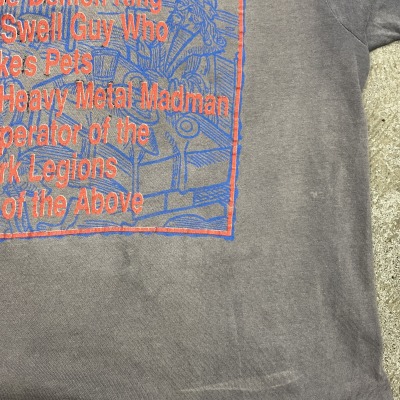 Swell Guy Who
kes Pets
Heavy Metal Madman
perator of the
rk Legions
of the Above